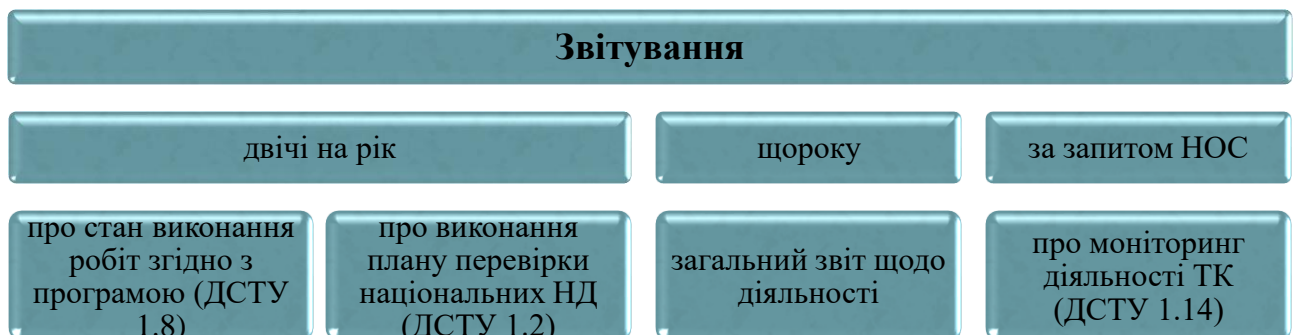 Звітування
двічі на рік
щороку
за запитом НОС
про стан виконання
робіт згідно з
програмою (ДСТУ
1.8)
про виконання
плану перевірки
національних НД
(ДСТУ 1.2)
загальний звіт щодо
діяльності
про моніторинг
діяльності ТК
(ДСТУ 1.14)